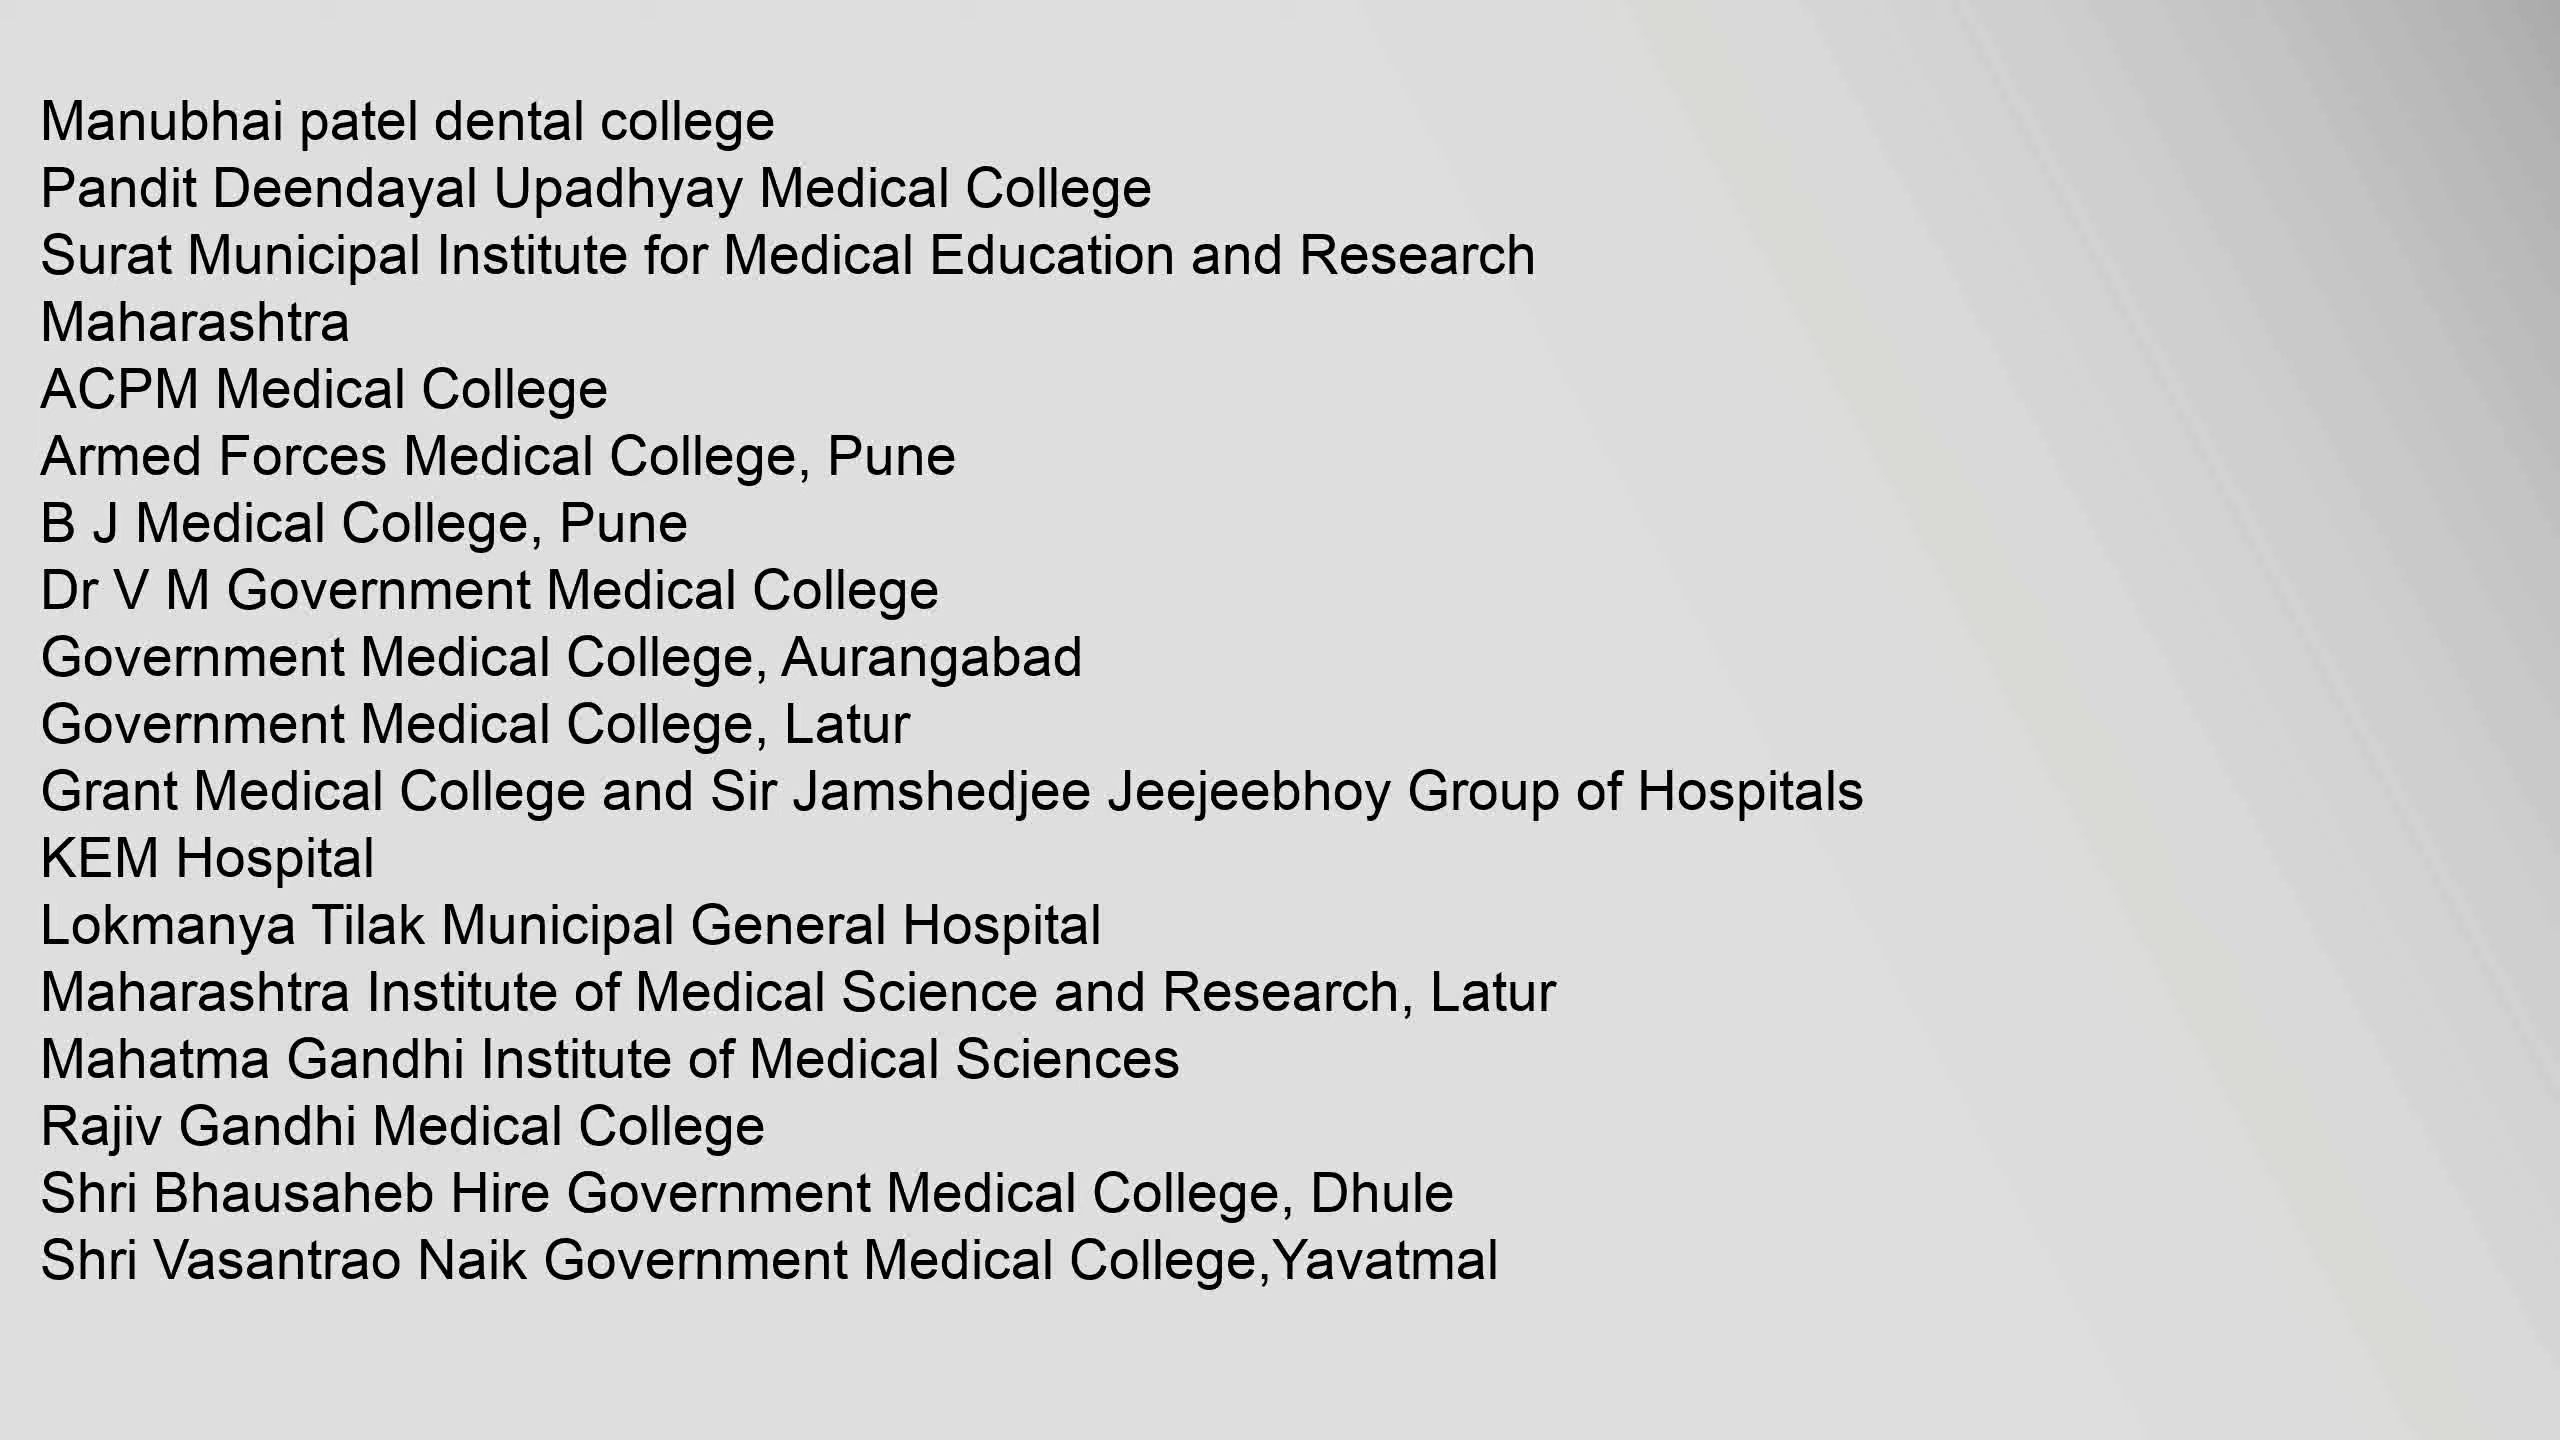 Manubhai patel dental college
Pandit Deendayal Upadhyay Medical College
Surat Municipal Institute for Medical Education and Research
Maharashtra
ACPM Medical College
Armed Forces Medical College, Pune
B J Medical College, Pune
Dr V M Government Medical College
Government Medical College, Aurangabad
Government Medical College, Latur
Grant Medical College and Sir Jamshedjee Jeejeebhoy Group of Hospitals
KEM Hospital
Lokmanya Tilak Municipal General Hospital
Maharashtra Institute of Medical Science and Research, Latur
Mahatma Gandhi Institute of Medical Sciences
Rajiv Gandhi Medical College
Shri Bhausaheb Hire Government Medical College, Dhule
Shri Vasantrao Naik Government Medical College,Yavatmal